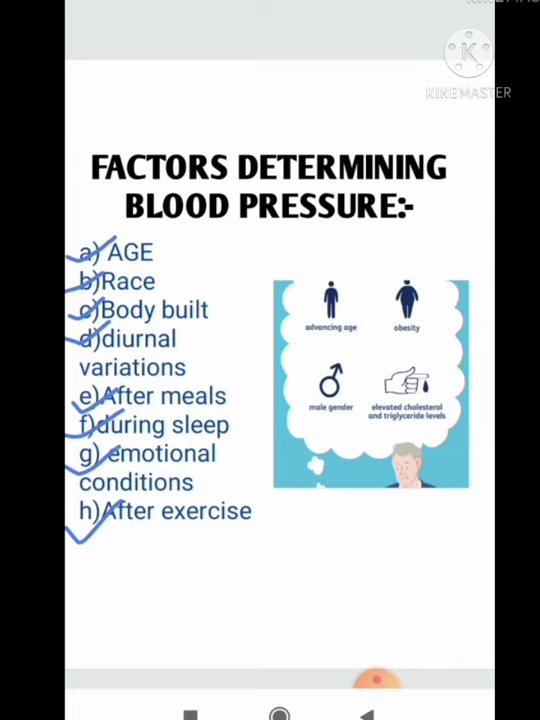 KINEMASTER
FACTORS DETERMINING
BLOOD PRESSURE:-
a) AGE
b)Race
c)Body built
d)diurnal
variations
e)After meals
f)during sleep
g) emotional
conditions
h)After exercise
advancing age
obesity
male gender
elevated cholesterol
and triglyceride levels